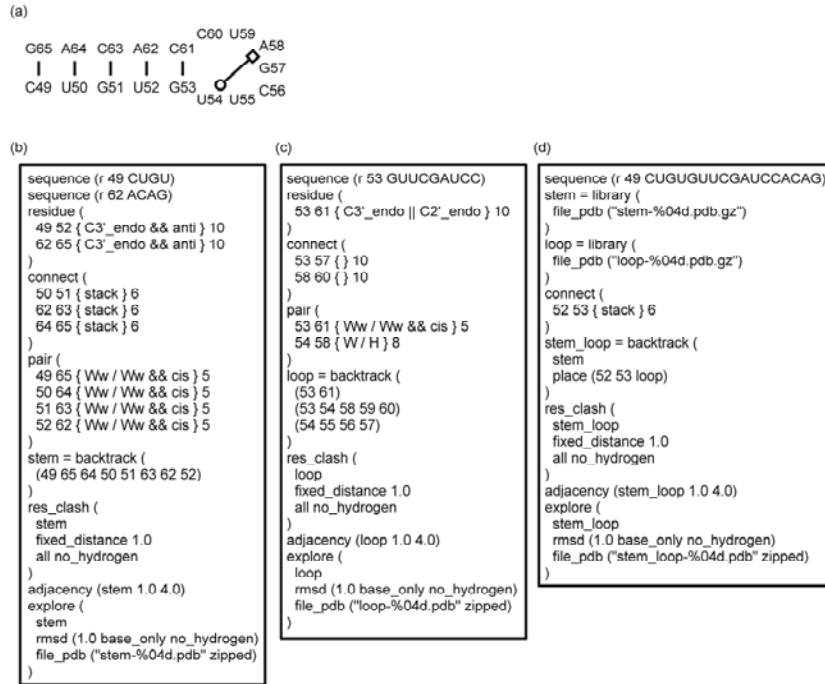 (a)
C60 U59
G65 A64 C63 A62 C61 A58
G57
C49 U50 G51 U52 G53 C56
U54 U55
(b)
sequence (r 49 CUGU)
sequence (r 62 ACAG)
residue (
49 52 { C3'_endo && anti } 10
62 65 { C3'_endo && anti } 10
)
connect (
50 51 { stack } 6
62 63 { stack } 6
64 65 { stack } 6
)
pair (
49 65 { Ww / Ww && cis } 5
50 64 { Ww / Ww && cis } 5
51 63 { Ww / Ww && cis } 5
52 62 { Ww / Ww && cis } 5
)
stem = backtrack (
(49 65 64 50 51 63 62 52)
)
res_clash (
stem
fixed_distance 1.0
all no_hydrogen
)
adjacency (stem 1.0 4.0)
explore (
stem
rmsd (1.0 base_only no_hydrogen)
file_pdb ("stem-%04d.pdb" zipped)
)
(c)
sequence (r 53 GUUCGAUCC)
residue (
53 61 { C3'_endo || C2'_endo } 10
)
connect (
53 57 { } 10
58 60 { } 10
)
pair (
53 61 { Ww / Ww && cis } 5
54 58 { W / H } 8
)
loop = backtrack (
(53 61)
(53 54 58 59 60)
(54 55 56 57)
)
res_clash (
loop
fixed_distance 1.0
all no_hydrogen
)
adjacency (loop 1.0 4.0)
explore (
loop
rmsd (1.0 base_only no_hydrogen)
file_pdb ("loop-%04d.pdb" zipped)
)
(d)
sequence (r 49 CUGUGUUCGAUCCACAG)
stem = library (
file_pdb ("stem-%04d.pdb.gz")
)
loop = library (
file_pdb ("loop-%04d.pdb.gz")
)
connect (
52 53 { stack } 6
)
stem_loop = backtrack (
stem
place (52 53 loop)
)
res_clash (
stem_loop
fixed_distance 1.0
all no_hydrogen
)
adjacency (stem_loop 1.0 4.0)
explore (
stem_loop
rmsd (1.0 base_only no_hydrogen)
file_pdb ("stem_loop-%04d.pdb" zipped)
)